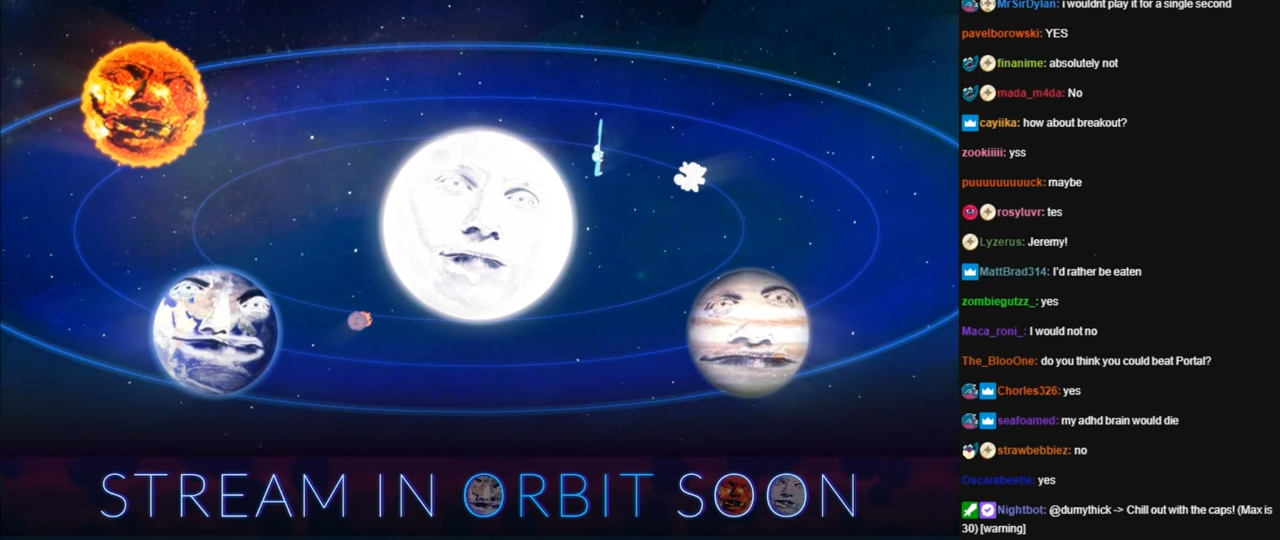 MrSirDylan: i wouldnt play it for a single second
pavelborowski: YES
finanime: absolutely not
mada_m4da: No
cayiika: how about breakout?
zookiiiii: yss
puuuuuuuuuck: maybe
rosyluvr: tes
Lyzerus: Jeremy!
MattBrad314: I'd rather be eaten
zombiegutzz_: yes
Maca_roni_: I would not no
The_BlooOne: do you think you could beat Portal?
Chorles326: yes
seafoamed: my adhd brain would die
strawbebbiez: no
Oscarabeetle: yes
Nightbot: @dumythick -> Chill out with the caps! (Max is
30) [warning]
STREAM IN ORBIT SOON